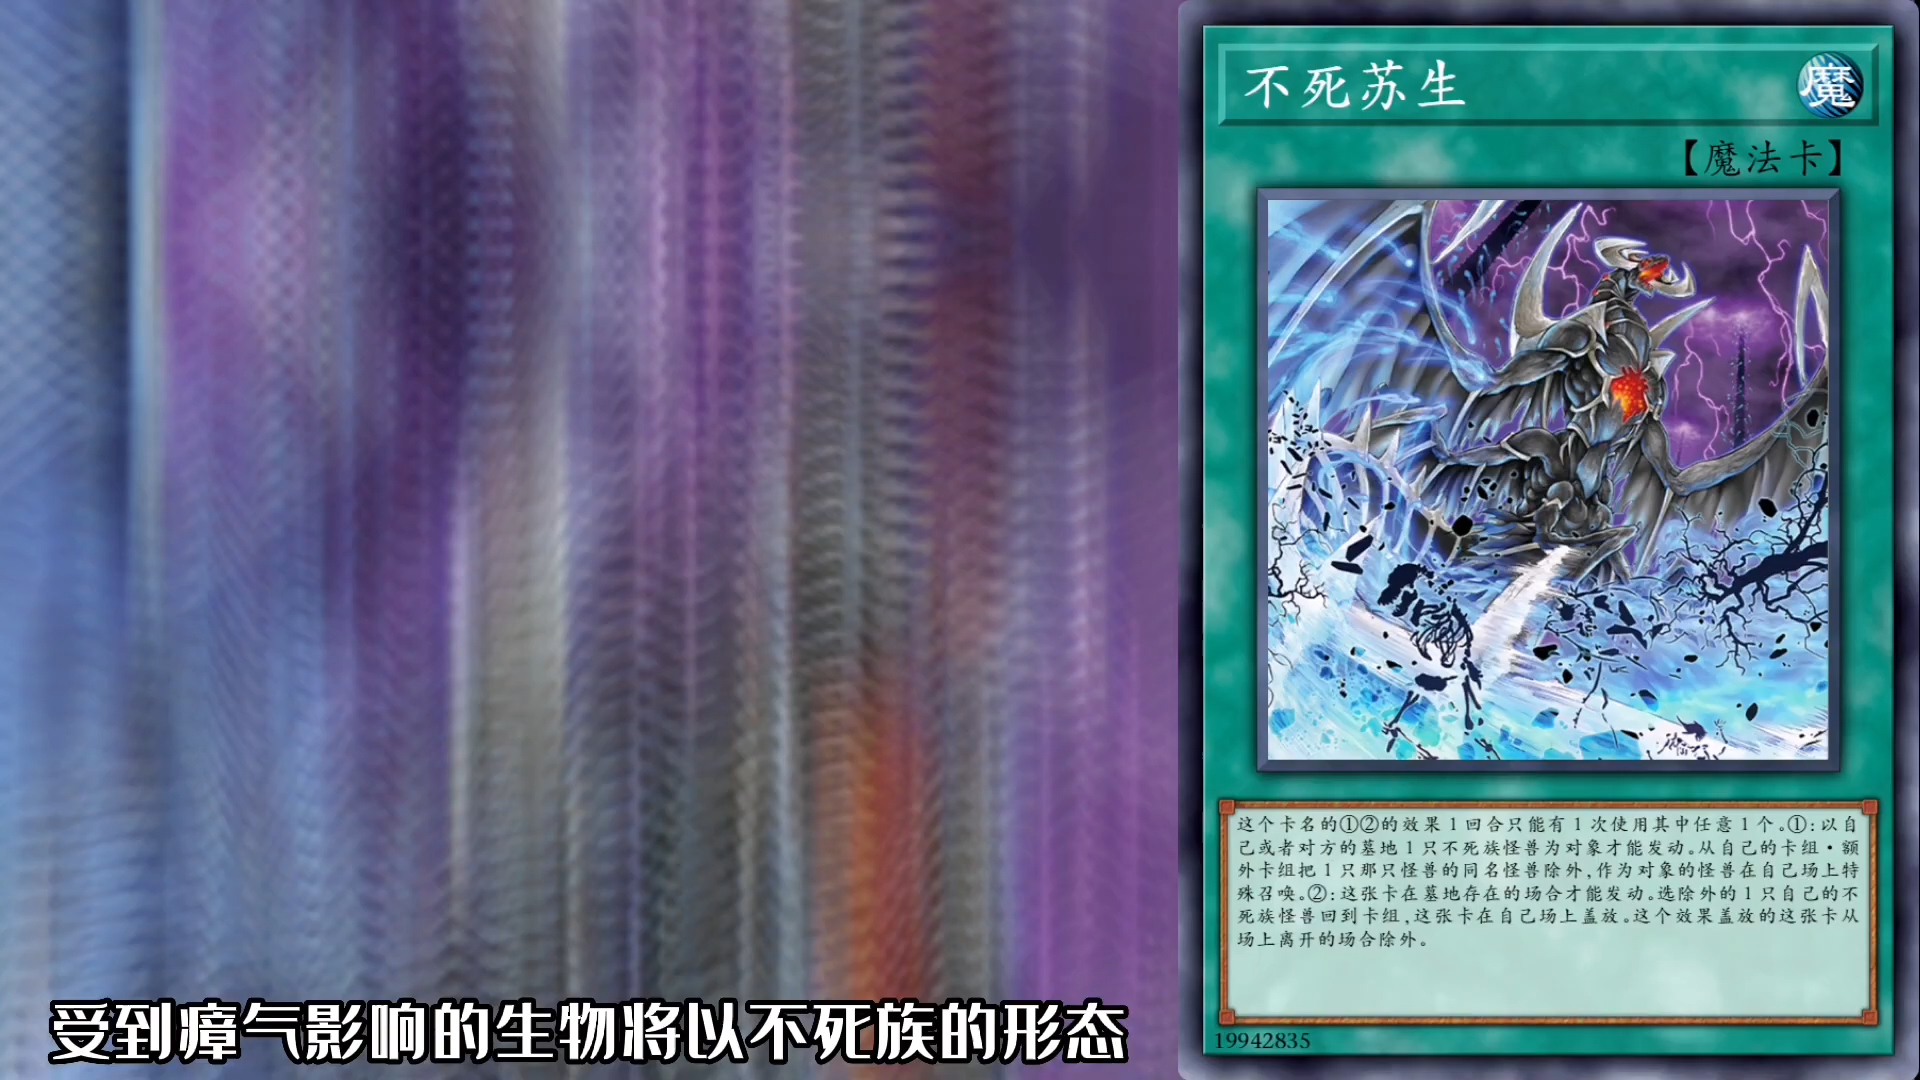 不死苏生
魔
【魔法卡】
这个卡名的①②的效果1回合只能有1次使用其中任意1个。①:以自
己或者对方的墓地1只不死族怪兽为对象才能发动。从自己的卡组·额
外卡组把1只那只怪兽的同名怪兽除外,作为对象的怪兽在自己场上特
殊召唤。②:这张卡在墓地存在的场合才能发动。选除外的1只自己的不
死族怪兽回到卡组,这张卡在自己场上盖放。这个效果盖放的这张卡从
场上离开的场合除外。
19942835
受到瘴气影响的生物将以不死族的形态